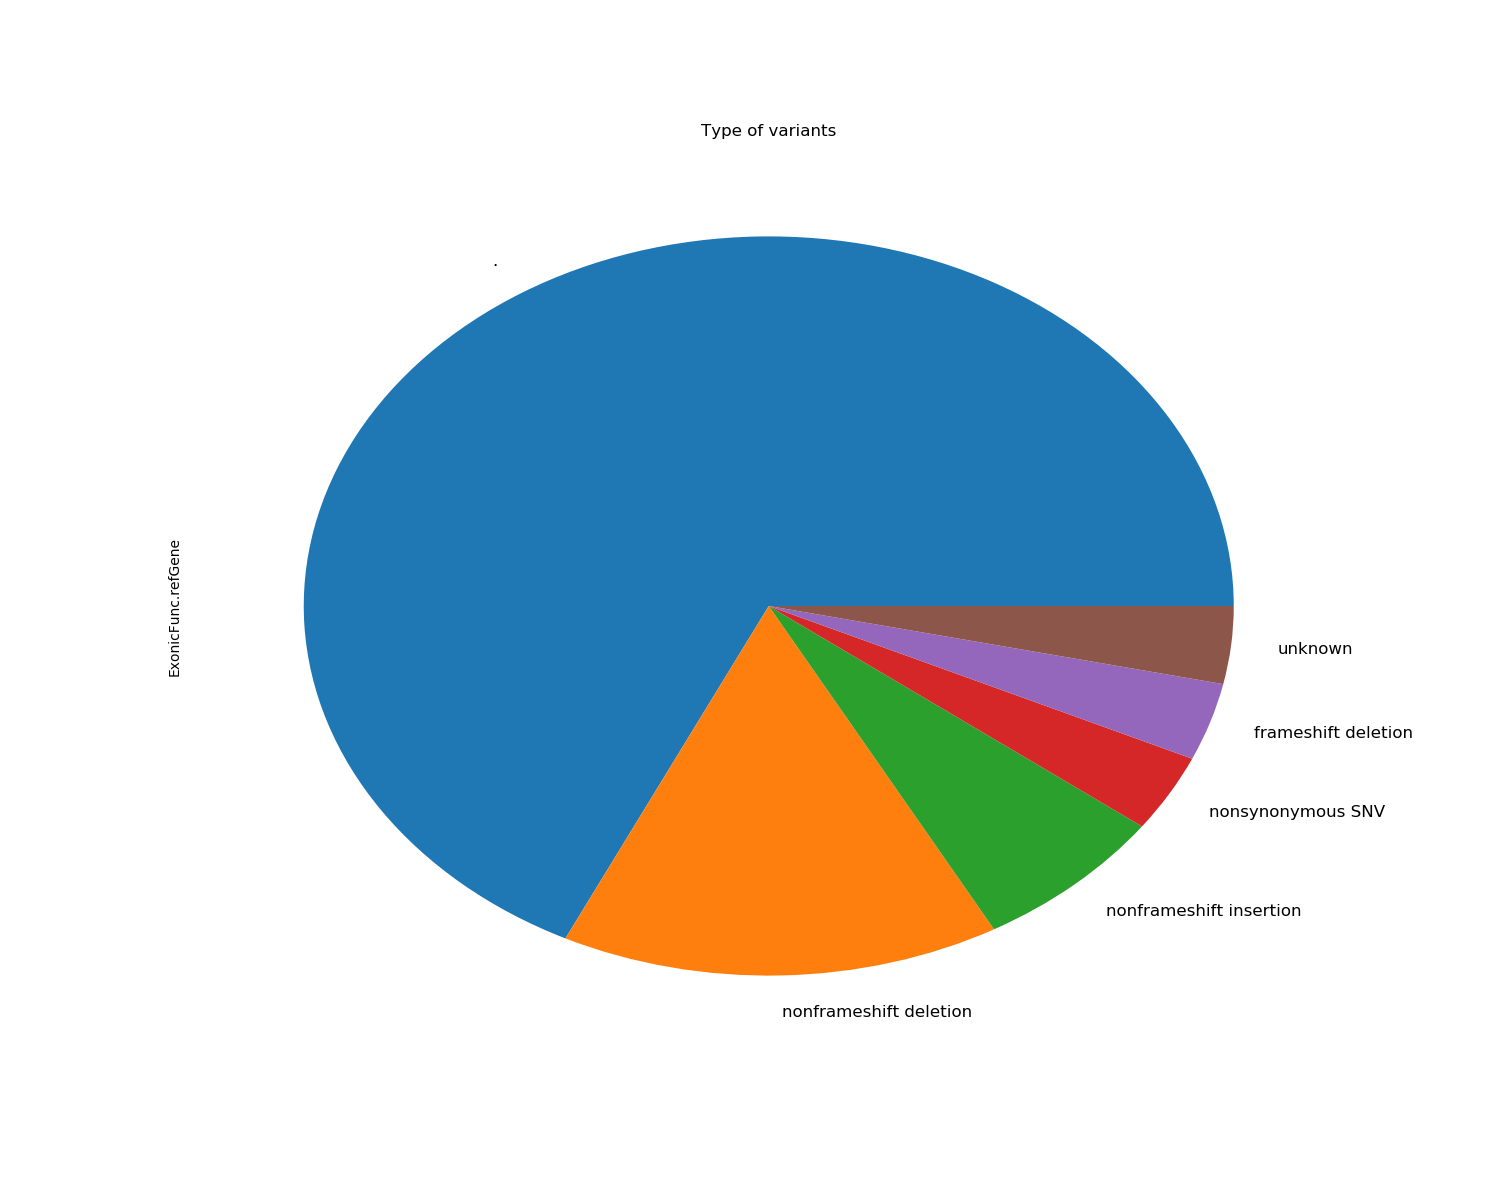 Type of variants
.
ExonicFunc.refGene
unknown
frameshift deletion
nonsynonymous SNV
nonframeshift insertion
nonframeshift deletion